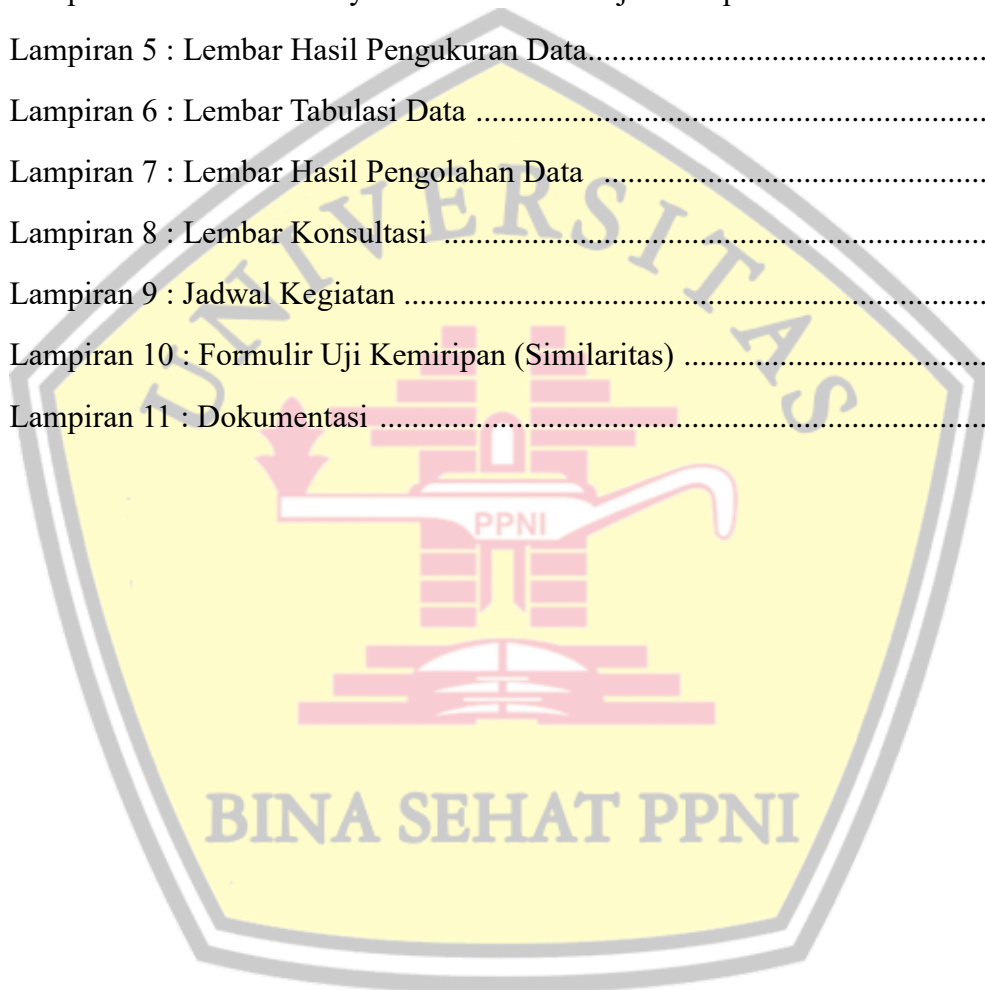 Lampiran 5 : Lembar Hasil Pengukuran Data..................................................
Lampiran 6 : Lembar Tabulasi Data ................................................................
Lampiran 7 : Lembar Hasil Pengolahan Data ................................................
Lampiran 8 : Lembar Konsultasi ....................................................................
Lampiran 9 : Jadwal Kegiatan .........................................................................
Lampiran 10 : Formulir Uji Kemiripan (Similaritas) ......................................
Lampiran 11 : Dokumentasi ............................................................................
UNIVERSITAS
PPNI
BINA SEHAT PPNI